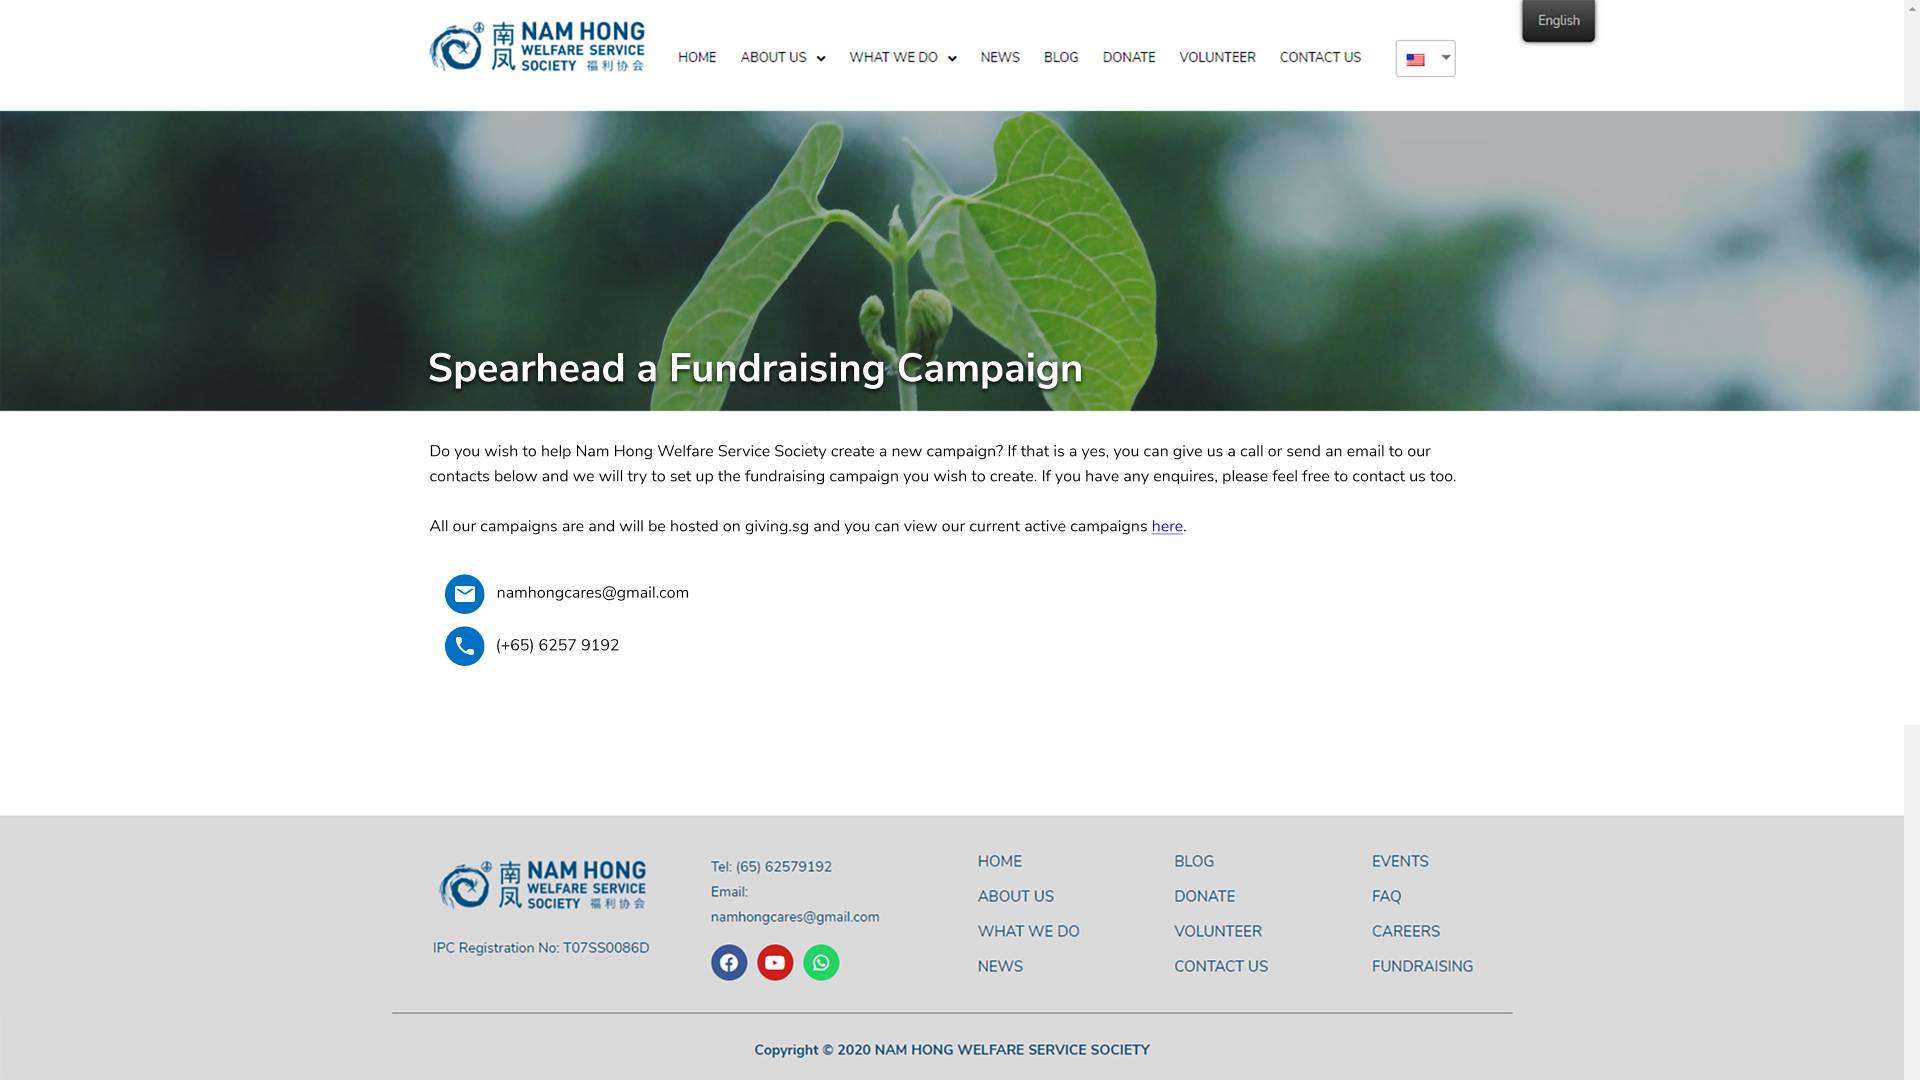 English
南凤 NAM HONG
WELFARE SERVICE
SOCIETY 福利协会
HOME ABOUT US WHAT WE DO NEWS BLOG DONATE VOLUNTEER CONTACT US
Spearhead a Fundraising Campaign
Do you wish to help Nam Hong Welfare Service Society create a new campaign? If that is a yes, you can give us a call or send an email to our
contacts below and we will try to set up the fundraising campaign you wish to create. If you have any enquires, please feel free to contact us too.
All our campaigns are and will be hosted on giving.sg and you can view our current active campaigns here.
namhongcares@gmail.com
(+65) 6257 9192
南凤 NAM HONG
WELFARE SERVICE
SOCIETY 福利协会
IPC Registration No: T07SS0086D
Tel: (65) 62579192
Email:
namhongcares@gmail.com
HOME
ABOUT US
WHAT WE DO
NEWS
BLOG
DONATE
VOLUNTEER
CONTACT US
EVENTS
FAQ
CAREERS
FUNDRAISING
Copyright © 2020 NAM HONG WELFARE SERVICE SOCIETY